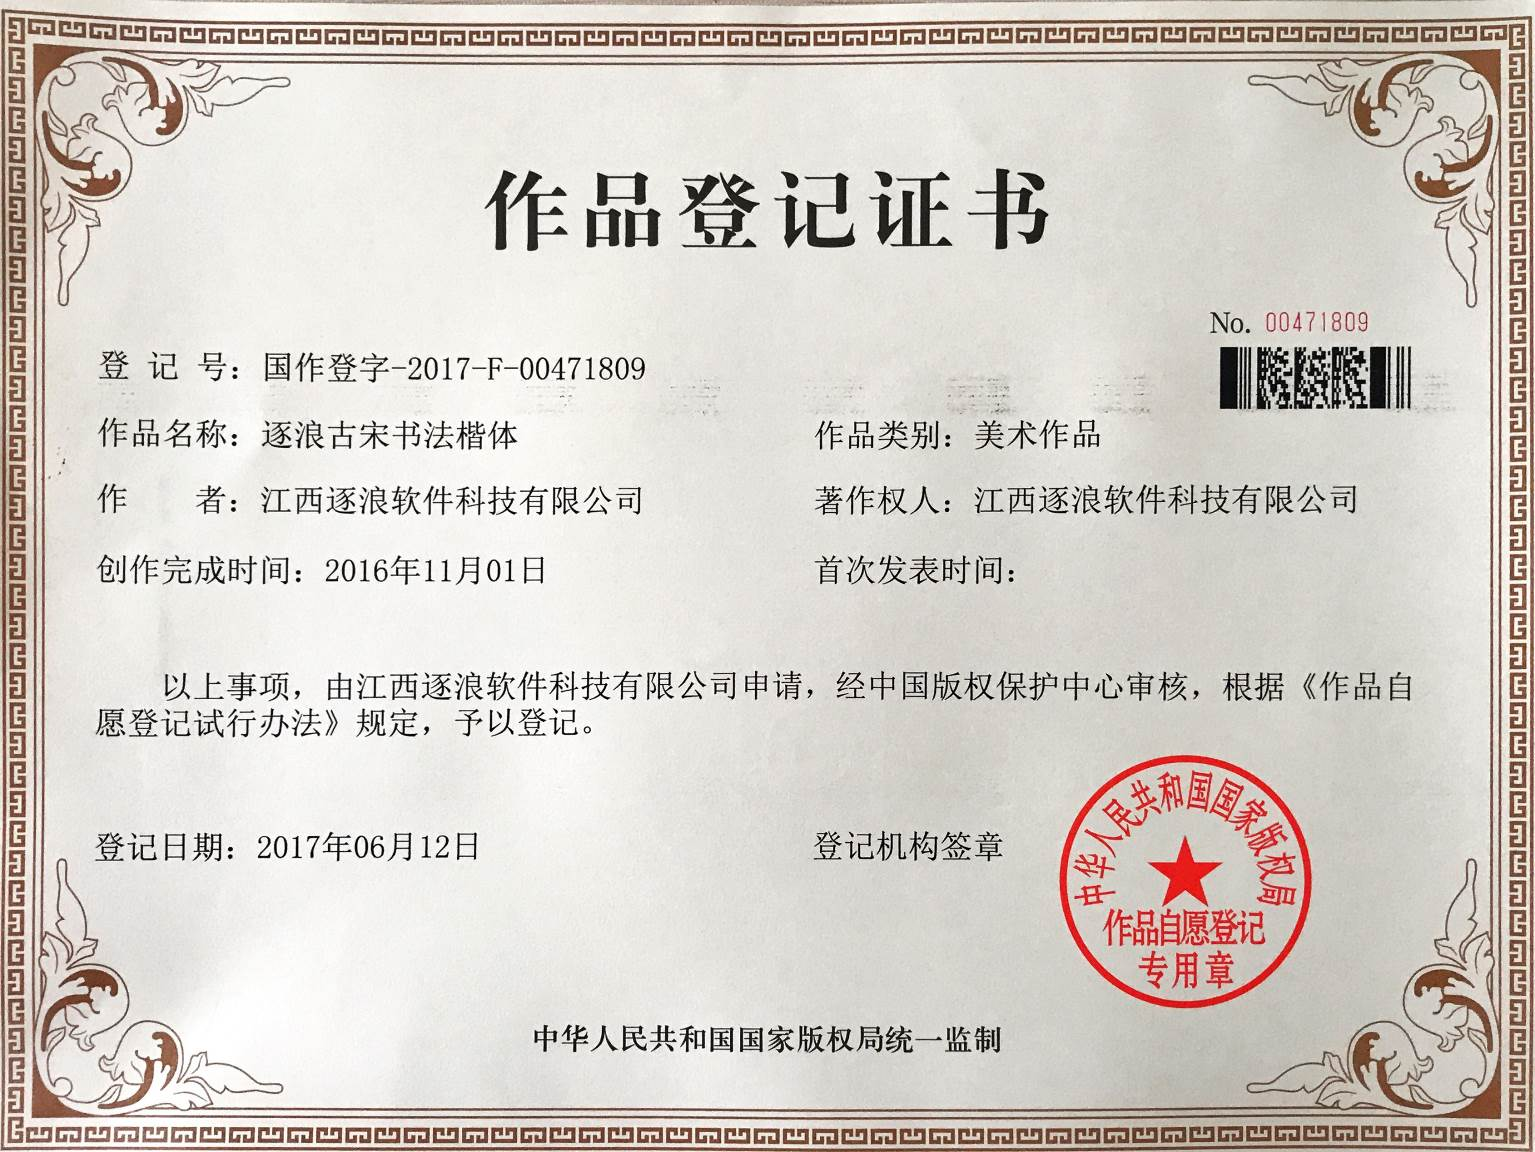 作品登记证书
No. 00471809
登 记 号：国作登字-2017-F-00471809
作品名称：逐浪古宋书法楷体
作品类别：美术作品
作 者：江西逐浪软件科技有限公司
著作权人：江西逐浪软件科技有限公司
创作完成时间：2016年11月01日
首次发表时间：
以上事项，由江西逐浪软件科技有限公司申请，经中国版权保护中心审核，根据《作品自
愿登记试行办法》规定，予以登记。
登记日期：2017年06月12日
登记机构签章
中华人民共和国国家版权局
作品自愿登记
专用章
中华人民共和国国家版权局统一监制